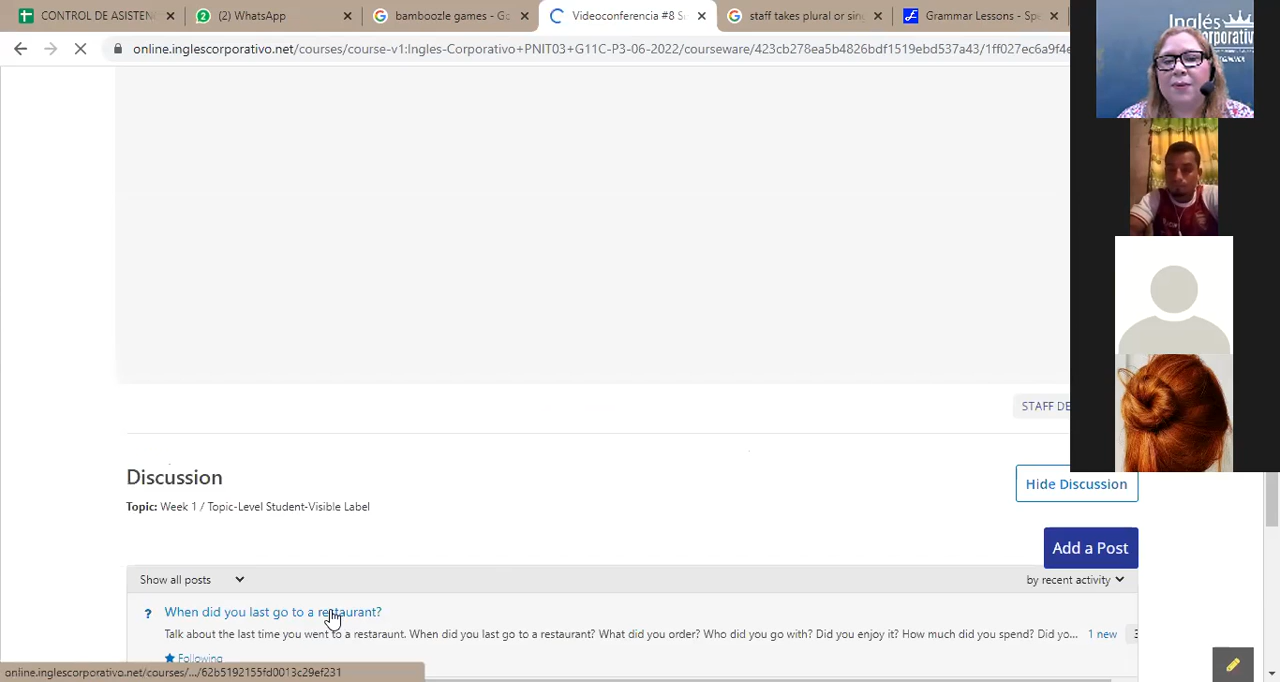 CONTROL DE ASISTEN
(2) WhatsApp
bamboozle games - Go
Videoconferencia #8 S
staff takes plural or sin
Grammar Lessons - Spe
online.inglescorporativo.net/courses/course-v1:Ingles-Corporativo+PNIT03+G11C-P3-06-2022/courseware/423cb278ea5b4826bdf1519ebd537a43/1ff027ec6a9f4e
Inglés
STAFF DE
Discussion
Hide Discussion
Topic: Week 1 / Topic-Level Student-Visible Label
Add a Post
Show all posts
by recent activity
? When did you last go to a restaurant?
Talk about the last time you went to a restaraunt. When did you last go to a restaurant? What did you order? Who did you go with? Did you enjoy it? How much did you spend? Did yo...
1 new
Following
online.inglescorporativo.net/courses/.../62b5192155fd0013c29ef231